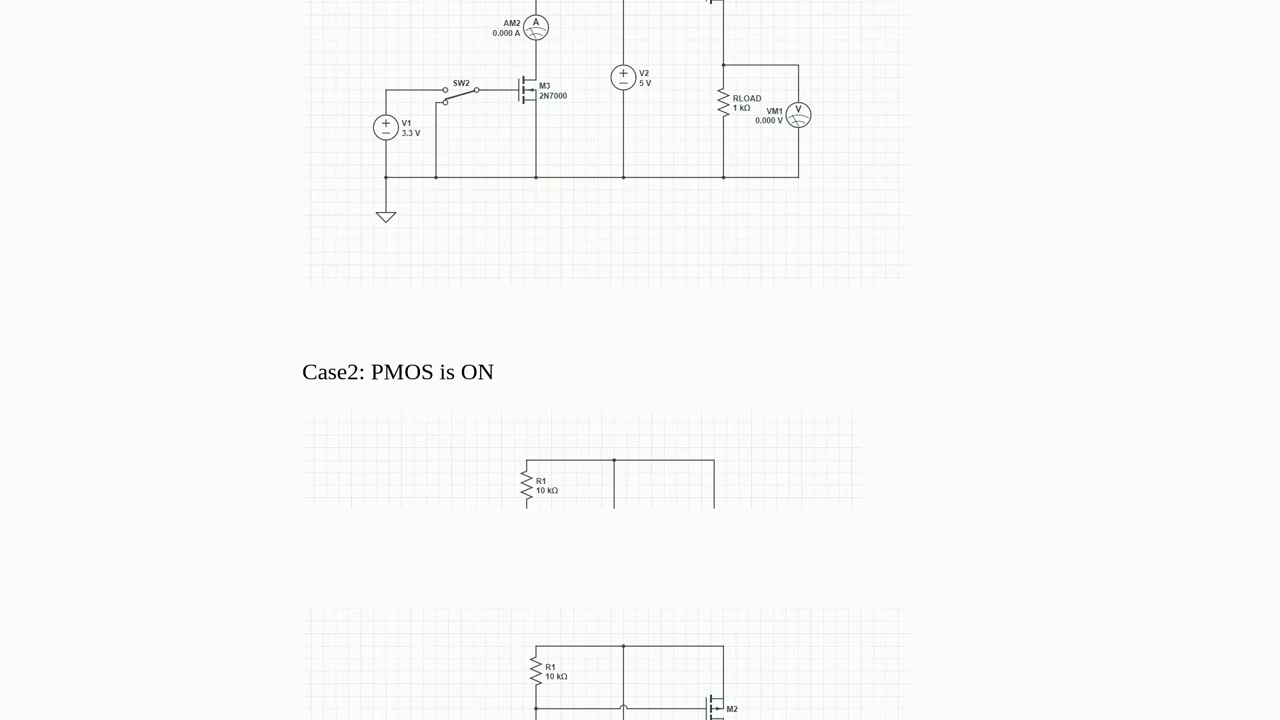 AM2
0.000 A
A
SW2
M3
2N7000
V2
5 V
V1
3.3 V
RLOAD
1 kΩ
VM1
0.000 V
V
Case2: PMOS is ON
R1
10 kΩ
R1
10 kΩ
M2